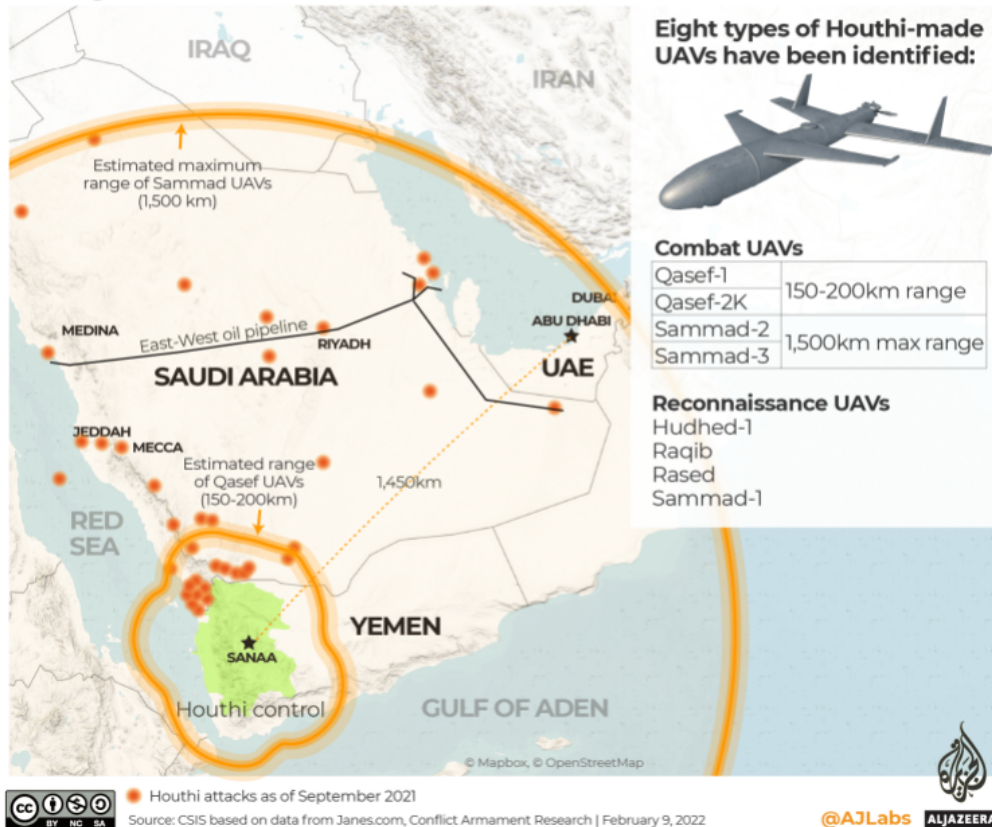 IRAQ
IRAN
Estimated maximum
range of Sammad UAVs
(1,500 km)
MEDINA
East-West oil pipeline
RIYADH
SAUDI ARABIA
DUBA
ABU DHABI
UAE
JEDDAH
MECCA
Estimated range
of Qasef UAVs
(150-200km)
1,450km
RED
SEA
YEMEN
SANAA
Houthi control
GULF OF ADEN
© Mapbox, © OpenStreetMap
Eight types of Houthi-made
UAVs have been identified:
Combat UAVs
Qasef-1
Qasef-2K
150-200km range
Sammad-2
Sammad-3
1,500km max range
Reconnaissance UAVs
Hudhed-1
Raqib
Rased
Sammad-1
cc BY NC SA
Houthi attacks as of September 2021
Source: CSIS based on data from Janes.com, Conflict Armament Research | February 9, 2022
@AJLabs
ALJAZEERA